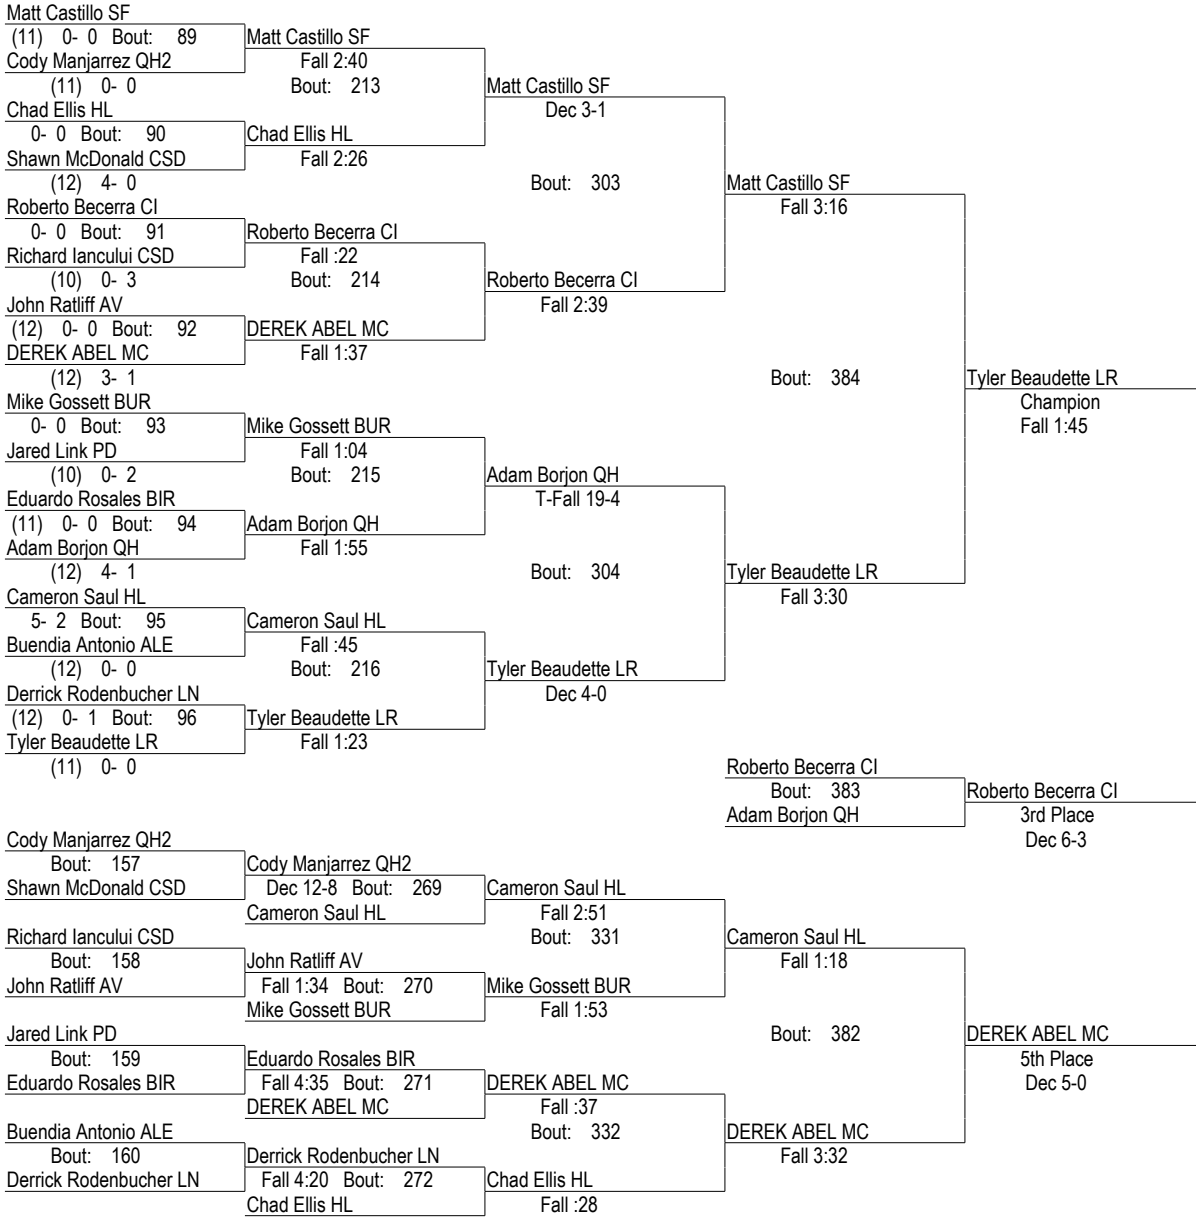 Matt Castillo SF
(11) 0- 0 Bout: 89 Matt Castillo SF
Cody Manjarrez QH2 Fall 2:40
(11) 0- 0 Bout: 213 Matt Castillo SF
Chad Ellis HL Dec 3-1
0- 0 Bout: 90 Chad Ellis HL
Shawn McDonald CSD Fall 2:26
(12) 4- 0 Bout: 303 Matt Castillo SF
Roberto Becerra CI Fall 3:16
0- 0 Bout: 91 Roberto Becerra CI
Richard Iancului CSD Fall :22
(10) 0- 3 Bout: 214 Roberto Becerra CI
John Ratliff AV Fall 2:39
(12) 0- 0 Bout: 92 DEREK ABEL MC
DEREK ABEL MC Fall 1:37
(12) 3- 1 Bout: 384 Tyler Beaudette LR
Mike Gossett BUR Champion
0- 0 Bout: 93 Mike Gossett BUR Fall 1:45
Jared Link PD Fall 1:04
(10) 0- 2 Bout: 215 Adam Borjon QH
Eduardo Rosales BIR T-Fall 19-4
(11) 0- 0 Bout: 94 Adam Borjon QH
Adam Borjon QH Fall 1:55
(12) 4- 1 Bout: 304 Tyler Beaudette LR
Cameron Saul HL Fall 3:30
5- 2 Bout: 95 Cameron Saul HL
Buendia Antonio ALE Fall :45
(12) 0- 0 Bout: 216 Tyler Beaudette LR
Derrick Rodenbucher LN Dec 4-0
(12) 0- 1 Bout: 96 Tyler Beaudette LR
Tyler Beaudette LR Fall 1:23
(11) 0- 0 Roberto Becerra CI
Bout: 383 Roberto Becerra CI
Adam Borjon QH 3rd Place
Cody Manjarrez QH2 Dec 6-3
Bout: 157 Cody Manjarrez QH2
Shawn McDonald CSD Dec 12-8 Bout: 269 Cameron Saul HL
Cameron Saul HL Fall 2:51
Richard Iancului CSD Bout: 331 Cameron Saul HL
Bout: 158 John Ratliff AV Fall 1:18
John Ratliff AV Fall 1:34 Bout: 270 Mike Gossett BUR
Mike Gossett BUR Fall 1:53
Jared Link PD Bout: 382 DEREK ABEL MC
Bout: 159 Eduardo Rosales BIR 5th Place
Eduardo Rosales BIR Fall 4:35 Bout: 271 DEREK ABEL MC Dec 5-0
DEREK ABEL MC Fall :37
Buendia Antonio ALE Bout: 332 DEREK ABEL MC
Bout: 160 Derrick Rodenbucher LN Fall 3:32
Derrick Rodenbucher LN Fall 4:20 Bout: 272 Chad Ellis HL
Chad Ellis HL Fall :28